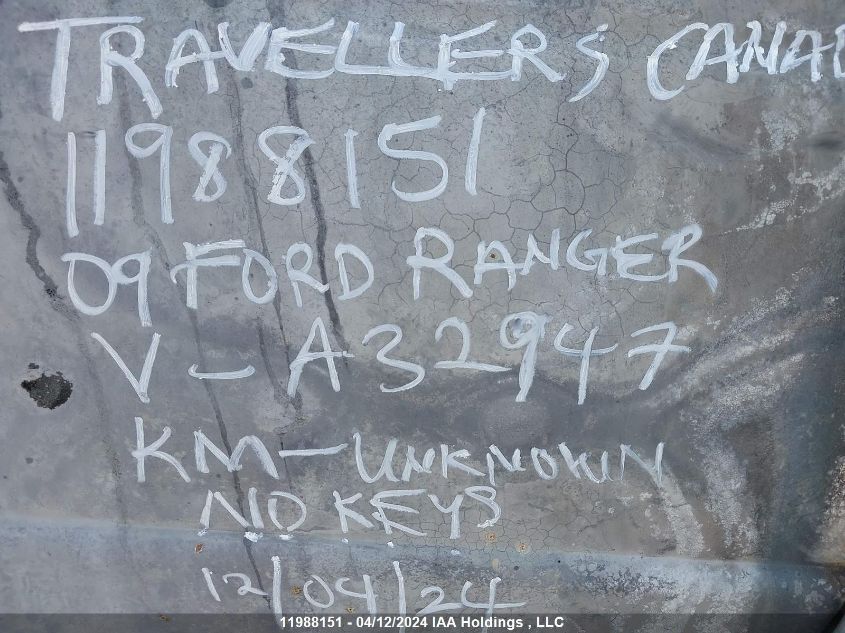 TRAVELLERS CANAD
11988151
09 FORD RANGER
V-A32947
KM-UNKNOWN
NO KEYS
12/04/24
11988151 - 04/12/2024 IAA Holdings , LLC